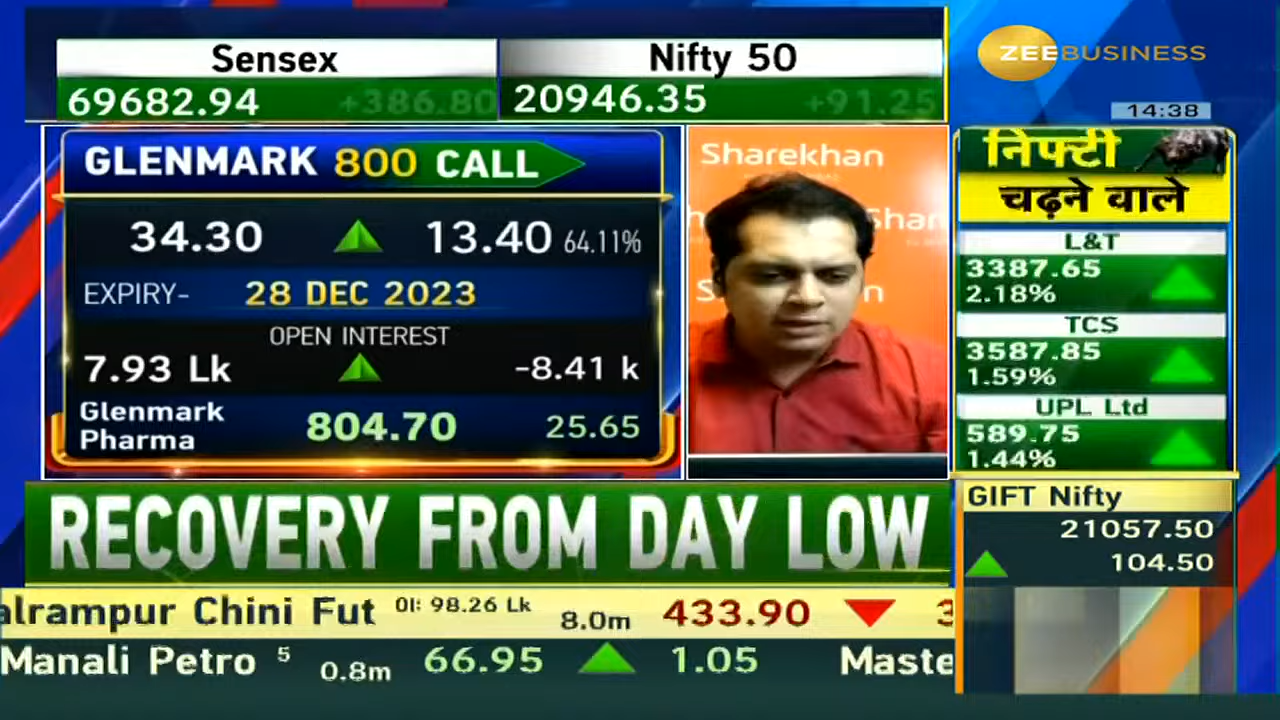 Sensex
Nifty 50
69682.94 +386.80
20946.35 +91.25
ZEEBUSINESS
14:38
GLENMARK 800 CALL
34.30 13.40 64.11%
EXPIRY- 28 DEC 2023
OPEN INTEREST
7.93 Lk -8.41 k
Glenmark
Pharma
804.70 25.65
Sharekhan
निफ्टी
चढ़ने वाले
L&T
3387.65
2.18%
TCS
3587.85
1.59%
UPL Ltd
589.75
1.44%
GIFT Nifty
21057.50
104.50
RECOVERY FROM DAY LOW
alrampur Chini Fut OI: 98.26 Lk 8.0m 433.90 3
Manali Petro 5 0.8m 66.95 1.05 Maste